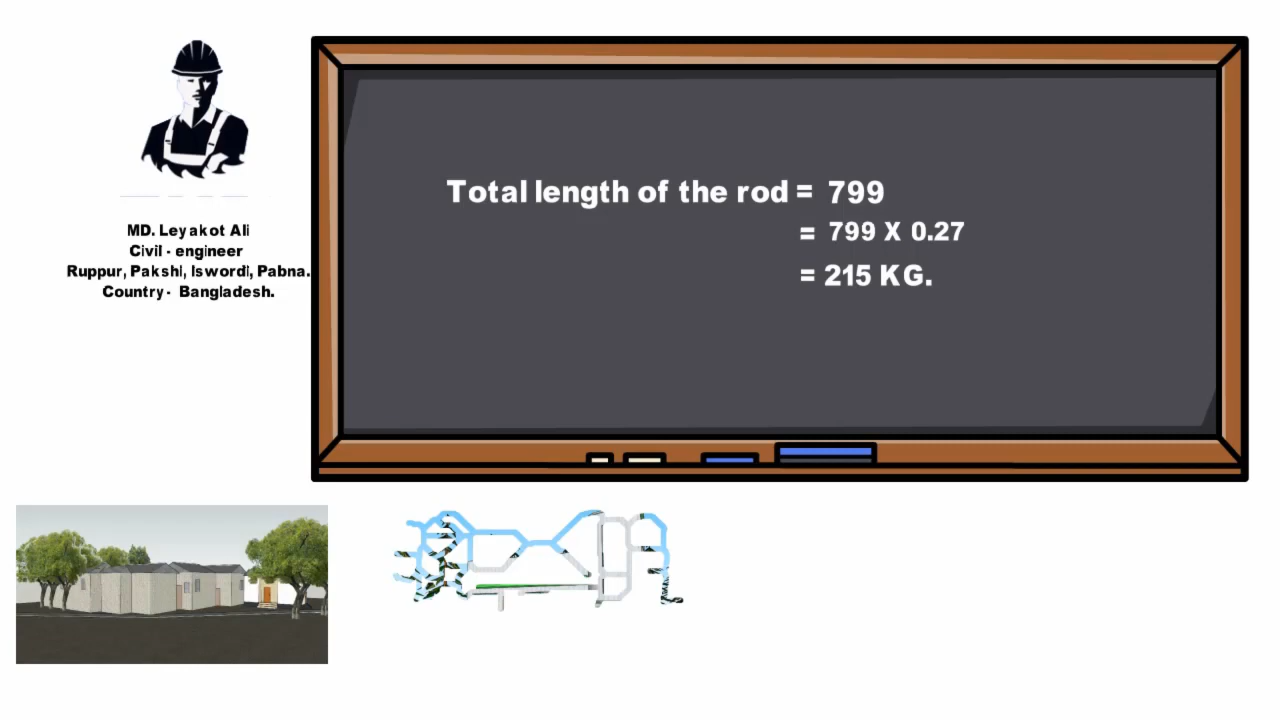 MD. Leyakot Ali
Civil - engineer
Ruppur, Pakshi, Iswordi, Pabna.
Country - Bangladesh.
Total length of the rod = 799
= 799 X 0.27
= 215 KG.